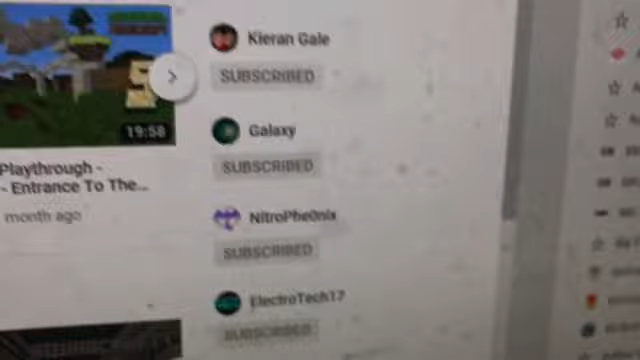 19:58
Playthrough -
- Entrance To The...
month ago
Kieran Gale
SUBSCRIBED
Galaxy
SUBSCRIBED
NitroPhe0nix
SUBSCRIBED
ElectroTech17
SUBSCRIBED